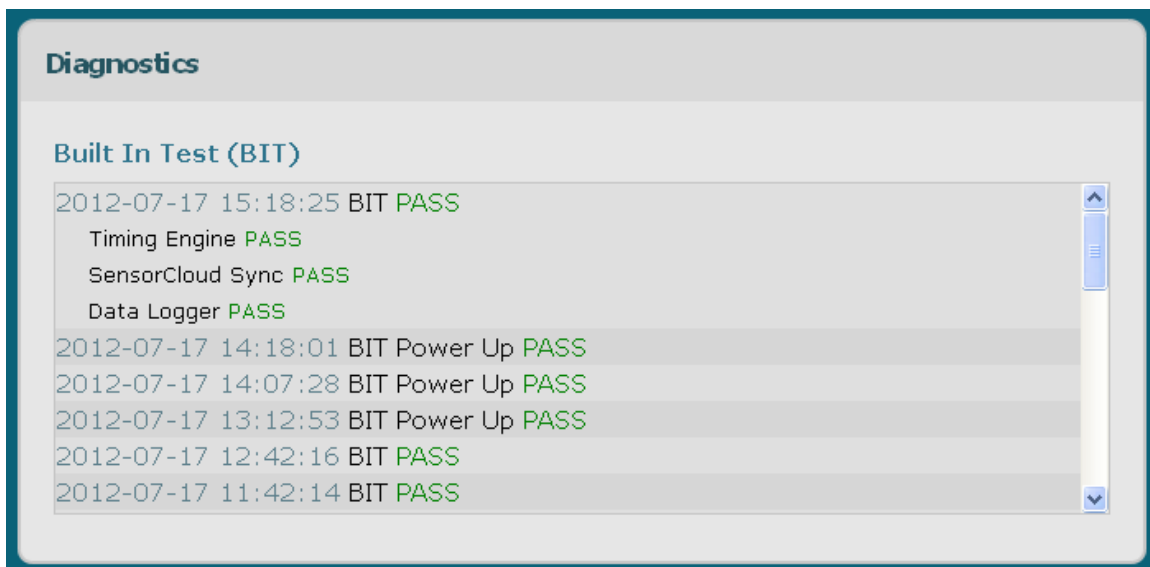 Diagnostics
Built In Test (BIT)
2012-07-17 15:18:25 BIT PASS
Timing Engine PASS
SensorCloud Sync PASS
Data Logger PASS
2012-07-17 14:18:01 BIT Power Up PASS
2012-07-17 14:07:28 BIT Power Up PASS
2012-07-17 13:12:53 BIT Power Up PASS
2012-07-17 12:42:16 BIT PASS
2012-07-17 11:42:14 BIT PASS